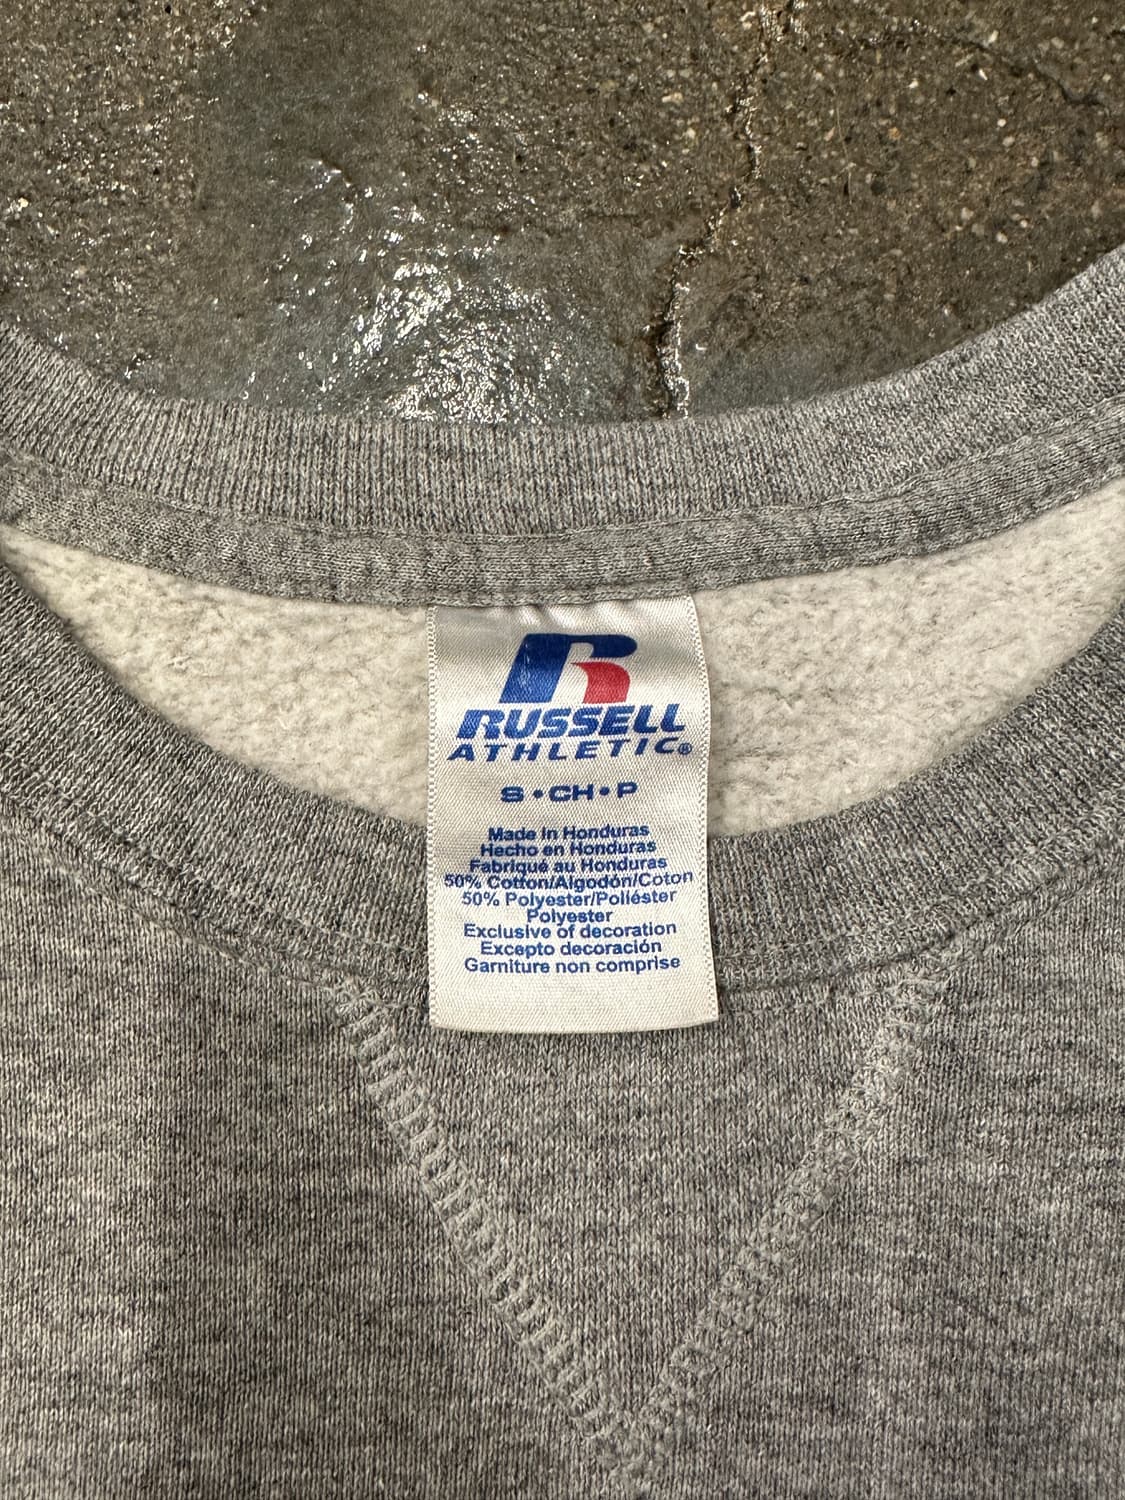 RUSSELL
ATHLETIC®
S•CH•P
Made in Honduras
Hecho en Honduras
Fabriqué au Honduras
50% Cotton/Algodón/Coton
50% Polyester/Poliéster
Polyester
Exclusive of decoration
Excepto decoración
Garniture non comprise